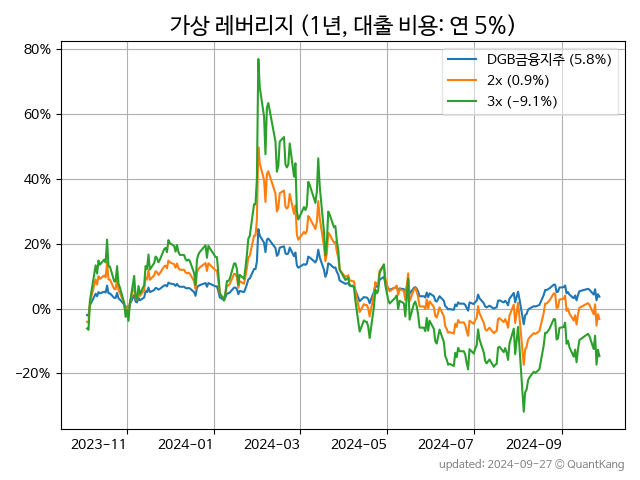 가상 레버리지 (1년, 대출 비용: 연 5%)
80%
60%
40%
20%
0%
−20%
DGB금융지주 (5.8%)
2x (0.9%)
3x (−9.1%)
2023-11 2024-01 2024-03 2024-05 2024-07 2024-09
updated: 2024-09-27 © QuantKang